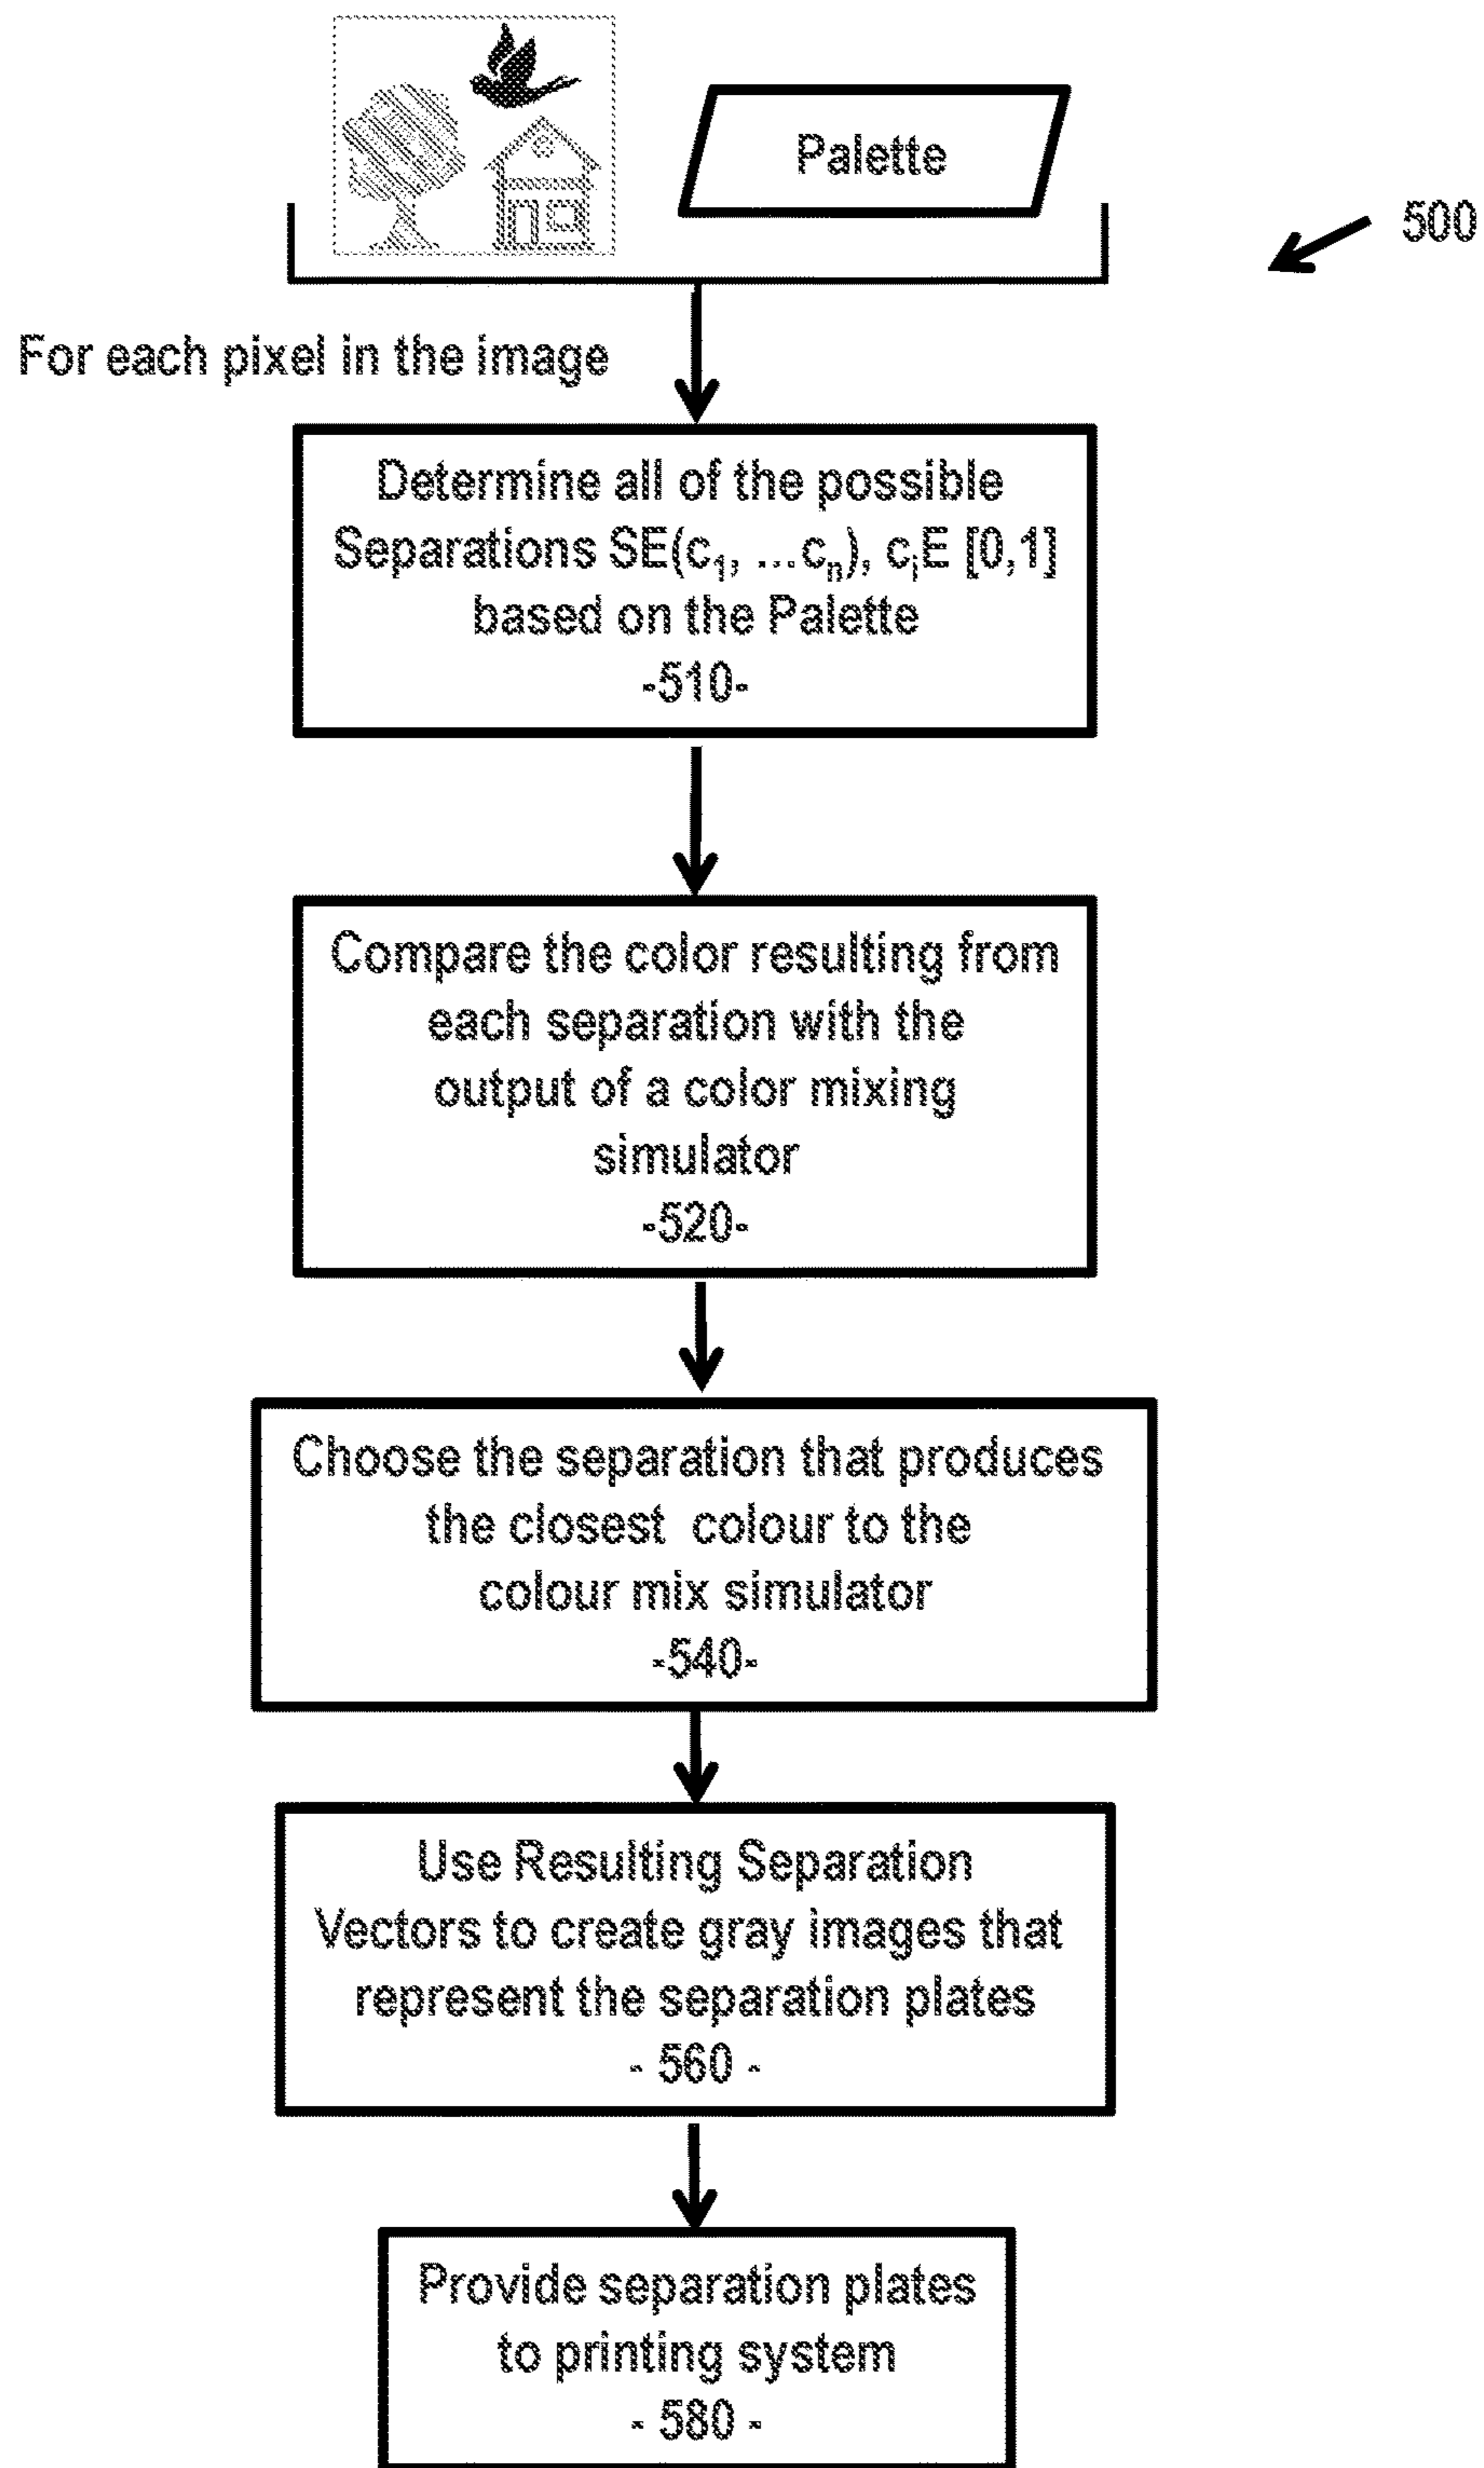 Palette
500
For each pixel in the image
Determine all of the possible
Separations SE(c₁, ...cₙ), cᵢE [0,1]
based on the Palette
-510-
Compare the color resulting from
each separation with the
output of a color mixing
simulator
-520-
Choose the separation that produces
the closest colour to the
colour mix simulator
-540-
Use Resulting Separation
Vectors to create gray images that
represent the separation plates
- 560 -
Provide separation plates
to printing system
- 580 -